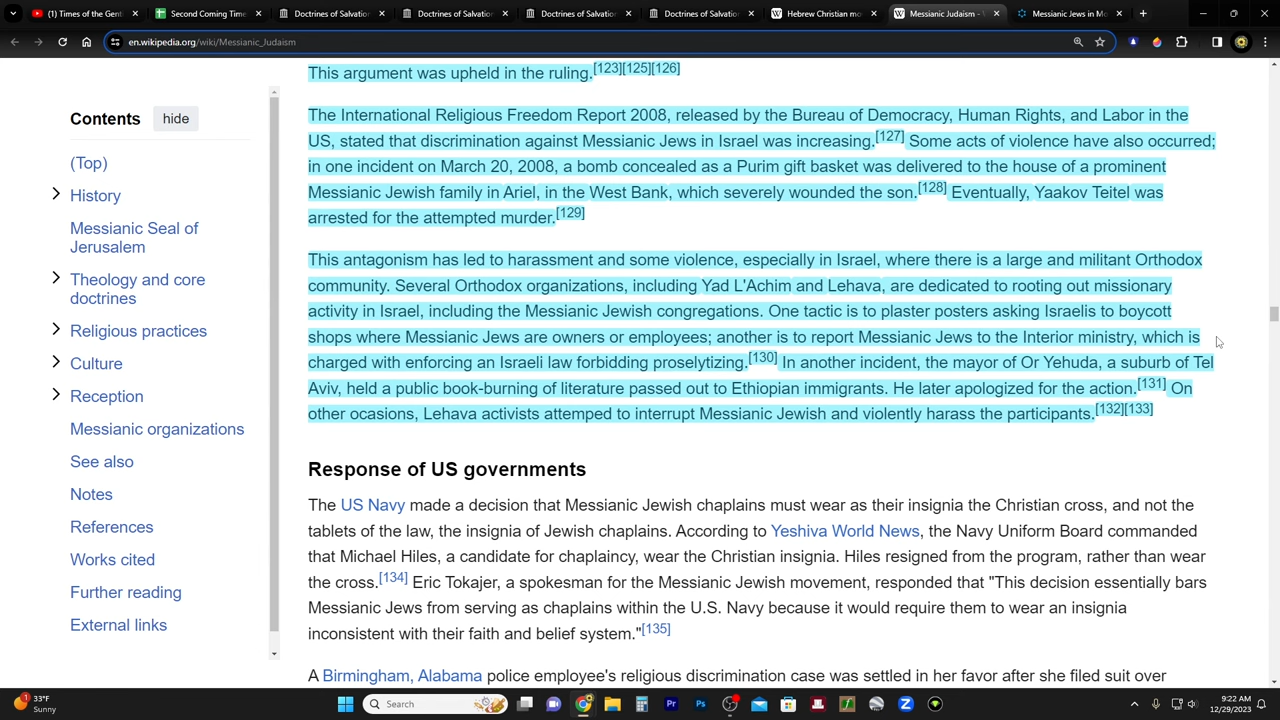 (1) Times of the Gentiles
Second Coming Time
Doctrines of Salvation
Doctrines of Salvation
Doctrines of Salvation
Doctrines of Salvation
Hebrew Christian mo
Messianic Judaism -
Messianic Jews in Mo
en.wikipedia.org/wiki/Messianic_Judaism
Contents hide
(Top)
History
Messianic Seal of
Jerusalem
Theology and core
doctrines
Religious practices
Culture
Reception
Messianic organizations
See also
Notes
References
Works cited
Further reading
External links
This argument was upheld in the ruling.[123][125][126]
The International Religious Freedom Report 2008, released by the Bureau of Democracy, Human Rights, and Labor in the
US, stated that discrimination against Messianic Jews in Israel was increasing.[127] Some acts of violence have also occurred;
in one incident on March 20, 2008, a bomb concealed as a Purim gift basket was delivered to the house of a prominent
Messianic Jewish family in Ariel, in the West Bank, which severely wounded the son.[128] Eventually, Yaakov Teitel was
arrested for the attempted murder.[129]
This antagonism has led to harassment and some violence, especially in Israel, where there is a large and militant Orthodox
community. Several Orthodox organizations, including Yad L'Achim and Lehava, are dedicated to rooting out missionary
activity in Israel, including the Messianic Jewish congregations. One tactic is to plaster posters asking Israelis to boycott
shops where Messianic Jews are owners or employees; another is to report Messianic Jews to the Interior ministry, which is
charged with enforcing an Israeli law forbidding proselytizing.[130] In another incident, the mayor of Or Yehuda, a suburb of Tel
Aviv, held a public book-burning of literature passed out to Ethiopian immigrants. He later apologized for the action.[131] On
other ocasions, Lehava activists attemped to interrupt Messianic Jewish and violently harass the participants.[132][133]
Response of US governments
The US Navy made a decision that Messianic Jewish chaplains must wear as their insignia the Christian cross, and not the
tablets of the law, the insignia of Jewish chaplains. According to Yeshiva World News, the Navy Uniform Board commanded
that Michael Hiles, a candidate for chaplaincy, wear the Christian insignia. Hiles resigned from the program, rather than wear
the cross.[134] Eric Tokajer, a spokesman for the Messianic Jewish movement, responded that "This decision essentially bars
Messianic Jews from serving as chaplains within the U.S. Navy because it would require them to wear an insignia
inconsistent with their faith and belief system."[135]
A Birmingham, Alabama police employee's religious discrimination case was settled in her favor after she filed suit over
33°F
Sunny
Search
9:22 AM
12/29/2023